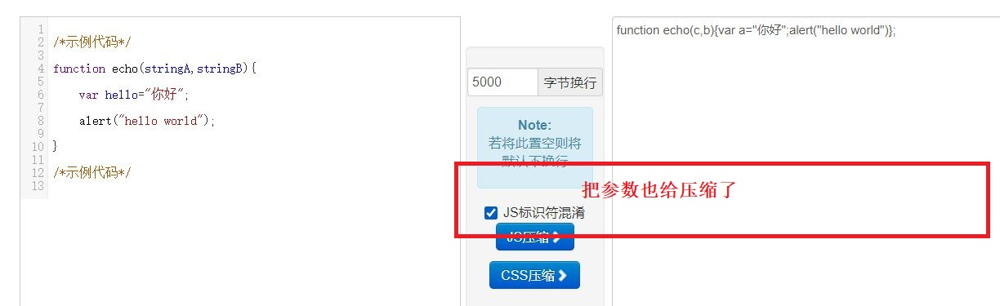 1
2 /*示例代码*/
3
4 function echo(stringA,stringB){
5
6 var hello="你好";
7
8 alert("hello world");
9
10 }
11
12 /*示例代码*/
13
5000 字节换行
Note:
若将此置空则将
默认不换行
把参数也给压缩了
JS标识符混淆
JS压缩
CSS压缩
function echo(c,b){var a="你好";alert("hello world")};